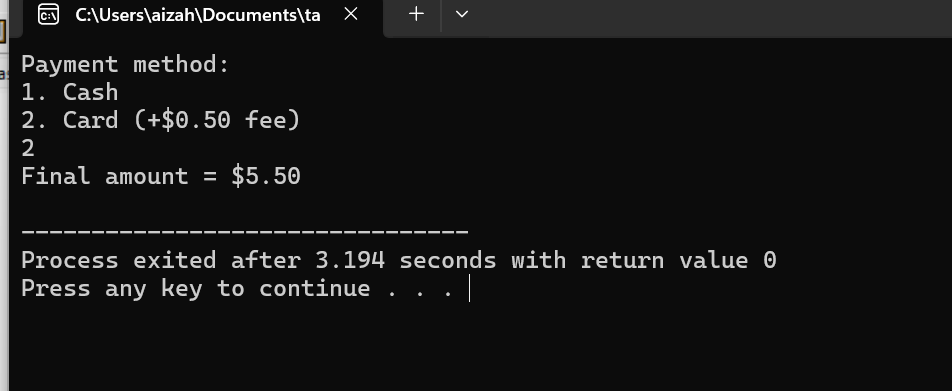 C:\Users\aizah\Documents\ta
Payment method:
1. Cash
2. Card (+$0.50 fee)
2
Final amount = $5.50
--------------------------------
Process exited after 3.194 seconds with return value 0
Press any key to continue . . .